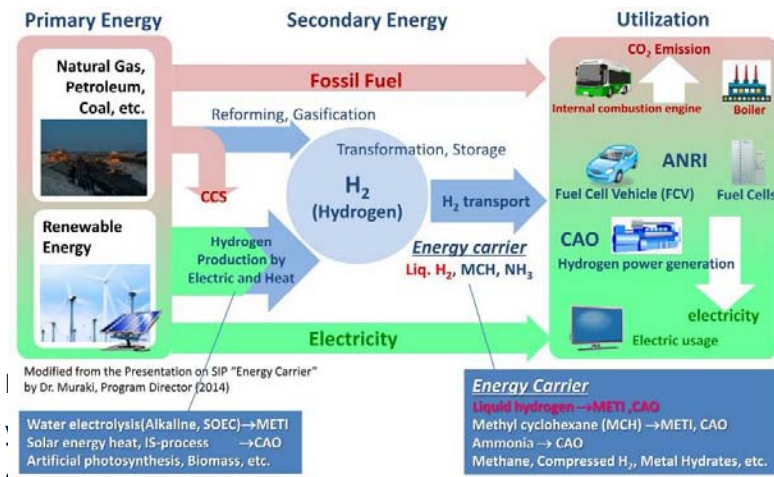 Primary Energy
Secondary Energy
Utilization
Natural Gas,
Petroleum,
Coal, etc.
Fossil Fuel
CO₂ Emission
Internal combustion engine
Boiler
Reforming, Gasification
Transformation, Storage
CCS
H₂
(Hydrogen)
H₂ transport
ANRI
Fuel Cell Vehicle (FCV)
Fuel Cells
Renewable
Energy
Hydrogen
Production by
Electric and Heat
Energy carrier
Liq. H₂, MCH, NH₃
CAO
Hydrogen power generation
electricity
Electric usage
Electricity
Modified from the Presentation on SIP "Energy Carrier"
by Dr. Muraki, Program Director (2014)
Water electrolysis(Alkaline, SOEC)→METI
Solar energy heat, IS-process →CAO
Artificial photosynthesis, Biomass, etc.
Energy Carrier
Liquid hydrogen →METI ,CAO
Methyl cyclohexane (MCH) →METI, CAO
Ammonia→ CAO
Methane, Compressed H₂, Metal Hydrates, etc.